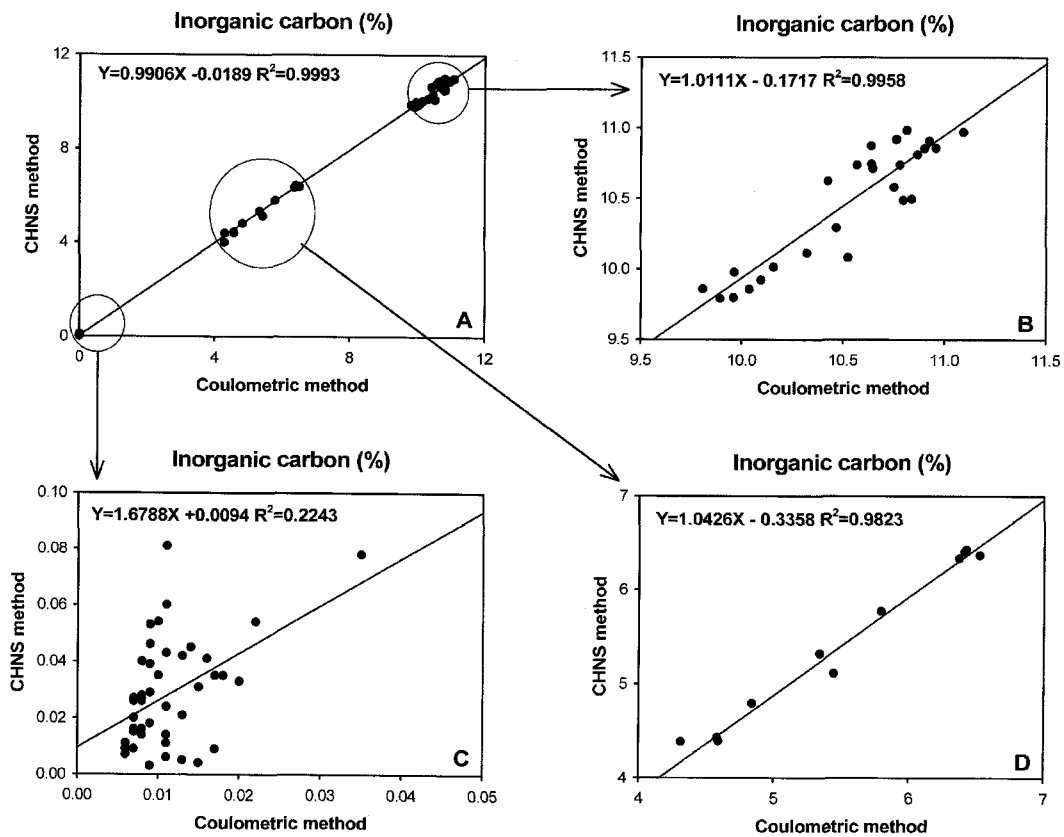 Inorganic carbon (%)
Y=0.9906X -0.0189 R²=0.9993
12
8
4
0
0
4
8
12
CHNS method
Coulometric method
A
Inorganic carbon (%)
Y=1.0111X - 0.1717 R²=0.9958
11.5
11.0
10.5
10.0
9.5
9.5
10.0
10.5
11.0
11.5
CHNS method
Coulometric method
B
Inorganic carbon (%)
Y=1.6788X +0.0094 R²=0.2243
0.10
0.08
0.06
0.04
0.02
0.00
0.00
0.01
0.02
0.03
0.04
0.05
CHNS method
Coulometric method
C
Inorganic carbon (%)
Y=1.0426X - 0.3358 R²=0.9823
7
6
5
4
4
5
6
7
CHNS method
Coulometric method
D